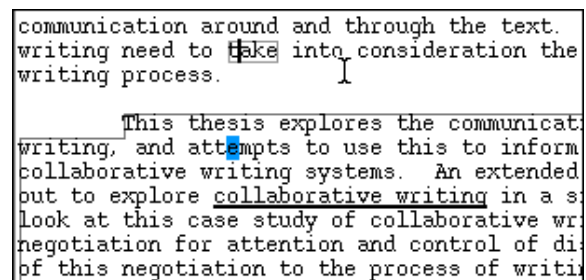 communication around and through the text.
writing need to take into consideration the
writing process.
This thesis explores the communicati
writing, and attempts to use this to inform
collaborative writing systems. An extended
out to explore collaborative writing in a s
look at this case study of collaborative wr
negotiation for attention and control of di
of this negotiation to the process of writi